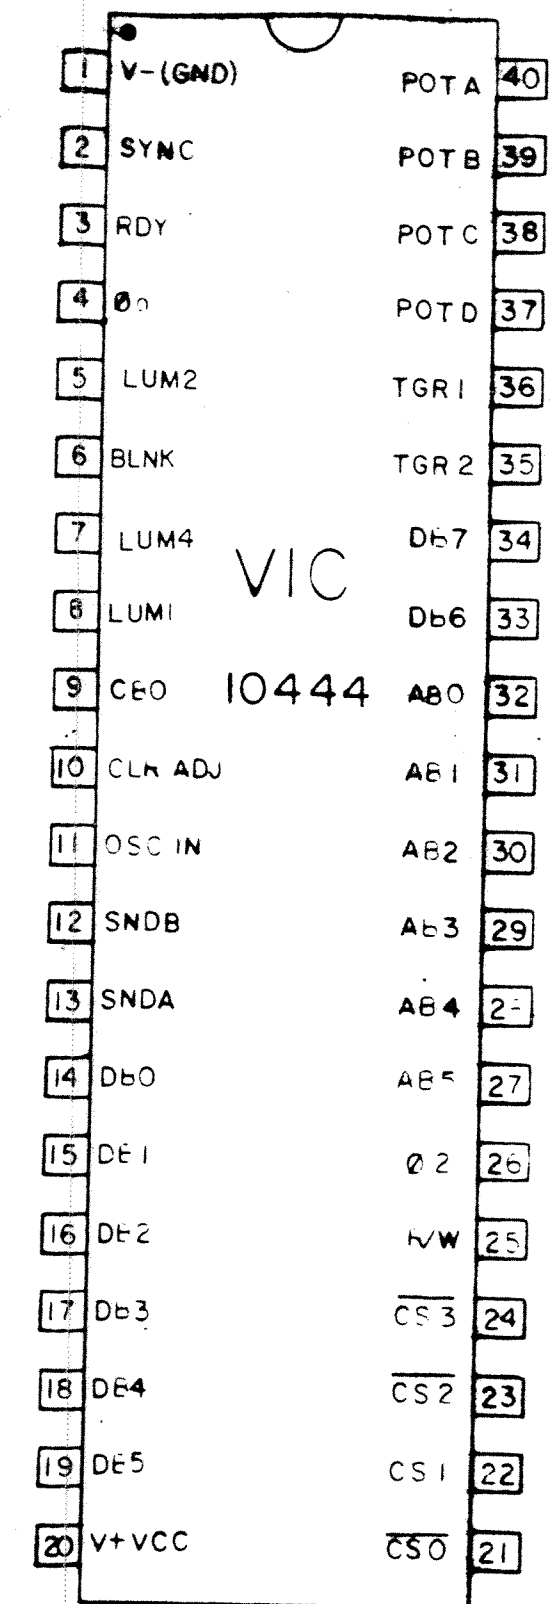 1 V-(GND) POT A 40
2 SYNC POT B 39
3 RDY POT C 38
4 Ø0 POT D 37
5 LUM2 TGR1 36
6 BLNK TGR 2 35
7 LUM4 DB7 34
VIC
8 LUM1 DB6 33
9 CB0 AB0 32
10444
10 CLR ADJ AB1 31
11 OSC IN AB2 30
12 SNDB AB3 29
13 SNDA AB4
14 DB0 AB5 27
15 DB1 Ø2 26
16 DB2 R/W 25
17 DB3 CS3 24
18 DB4 CS2 23
19 DB5 CS1 22
20 V+VCC CS0 21